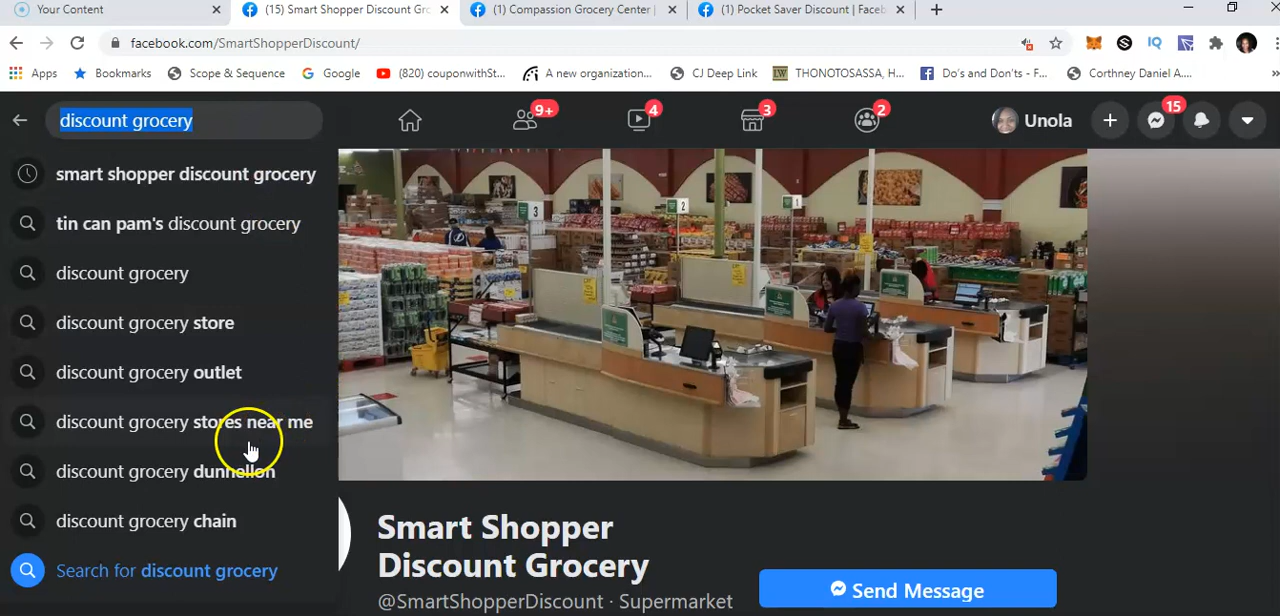 Your Content
(15) Smart Shopper Discount Gro
(1) Compassion Grocery Center |
(1) Pocket Saver Discount | Faceb
facebook.com/SmartShopperDiscount/
Apps
Bookmarks
Scope & Sequence
Google
(820) couponwithSt...
A new organization...
CJ Deep Link
THONOTOSASSA, H...
Do's and Don'ts - F...
Corthney Daniel A....
discount grocery
9+
4
3
2
Unola
15
smart shopper discount grocery
tin can pam's discount grocery
discount grocery
discount grocery store
discount grocery outlet
discount grocery stores near me
discount grocery dunnellon
discount grocery chain
Search for discount grocery
3
2
1
Smart Shopper
Discount Grocery
@SmartShopperDiscount · Supermarket
Send Message